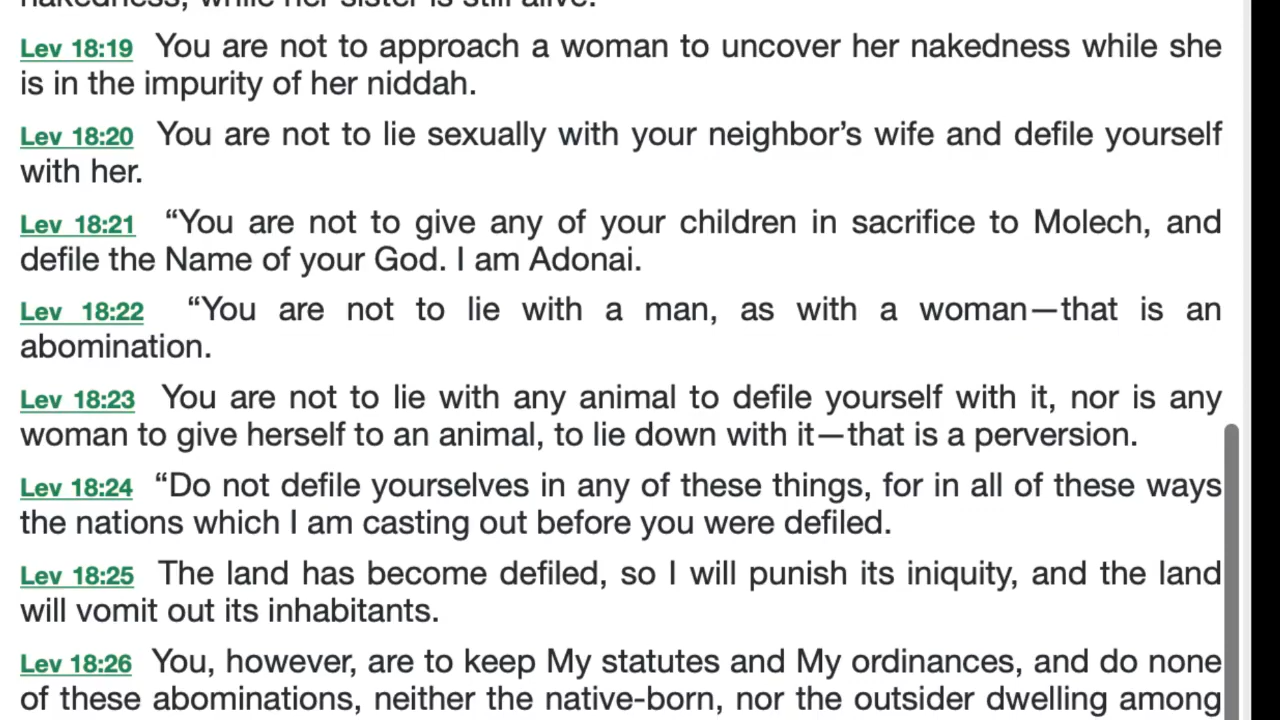 nakedness, while her sister is still alive.
Lev 18:19 You are not to approach a woman to uncover her nakedness while she
is in the impurity of her niddah.
Lev 18:20 You are not to lie sexually with your neighbor’s wife and defile yourself
with her.
Lev 18:21 “You are not to give any of your children in sacrifice to Molech, and
defile the Name of your God. I am Adonai.
Lev 18:22 “You are not to lie with a man, as with a woman—that is an
abomination.
Lev 18:23 You are not to lie with any animal to defile yourself with it, nor is any
woman to give herself to an animal, to lie down with it—that is a perversion.
Lev 18:24 “Do not defile yourselves in any of these things, for in all of these ways
the nations which I am casting out before you were defiled.
Lev 18:25 The land has become defiled, so I will punish its iniquity, and the land
will vomit out its inhabitants.
Lev 18:26 You, however, are to keep My statutes and My ordinances, and do none
of these abominations, neither the native-born, nor the outsider dwelling among